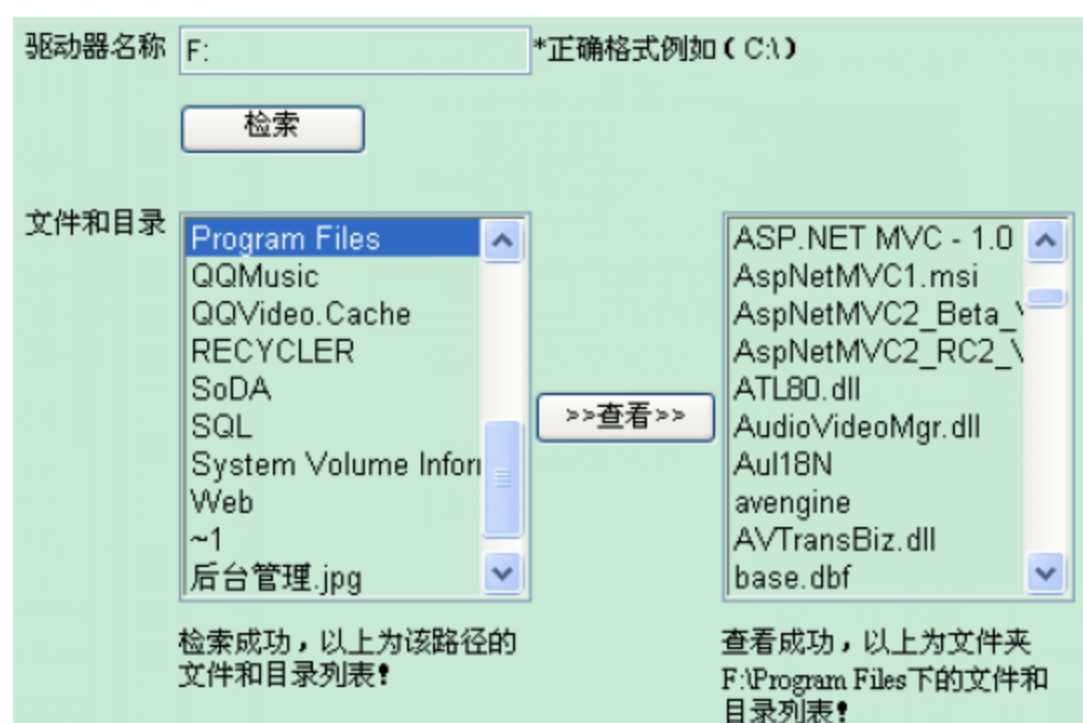 驱动器名称 F: *正确格式例如（C:\）
检索
文件和目录
Program Files
QQMusic
QQVideo.Cache
RECYCLER
SoDA
SQL
System Volume Inforı
Web
~1
后台管理.jpg
>>查看>>
ASP.NET MVC - 1.0
AspNetMVC1.msi
AspNetMVC2_Beta_
AspNetMVC2_RC2_
ATL80.dll
AudioVideoMgr.dll
AuI18N
avengine
AVTransBiz.dll
base.dbf
检索成功，以上为该路径的
文件和目录列表！
查看成功，以上为文件夹
F:\Program Files下的文件和
目录列表！